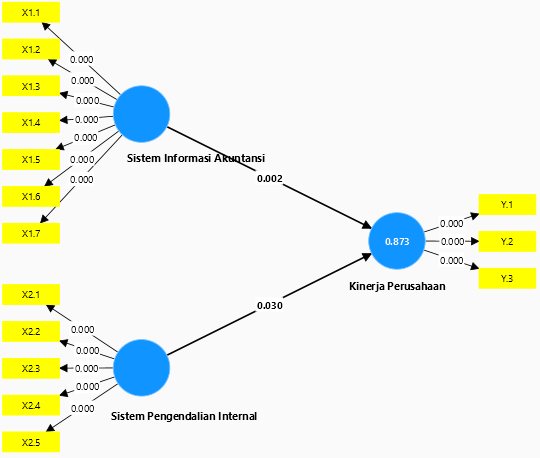 X1.1
X1.2
X1.3
X1.4
X1.5
X1.6
X1.7
0.000
0.000
0.000
0.000
0.000
0.000
0.000
Sistem Informasi Akuntansi
0.002
0.873
Kinerja Perusahaan
0.000
0.000
0.000
Y.1
Y.2
Y.3
0.030
X2.1
X2.2
X2.3
X2.4
X2.5
0.000
0.000
0.000
0.000
0.000
Sistem Pengendalian Internal